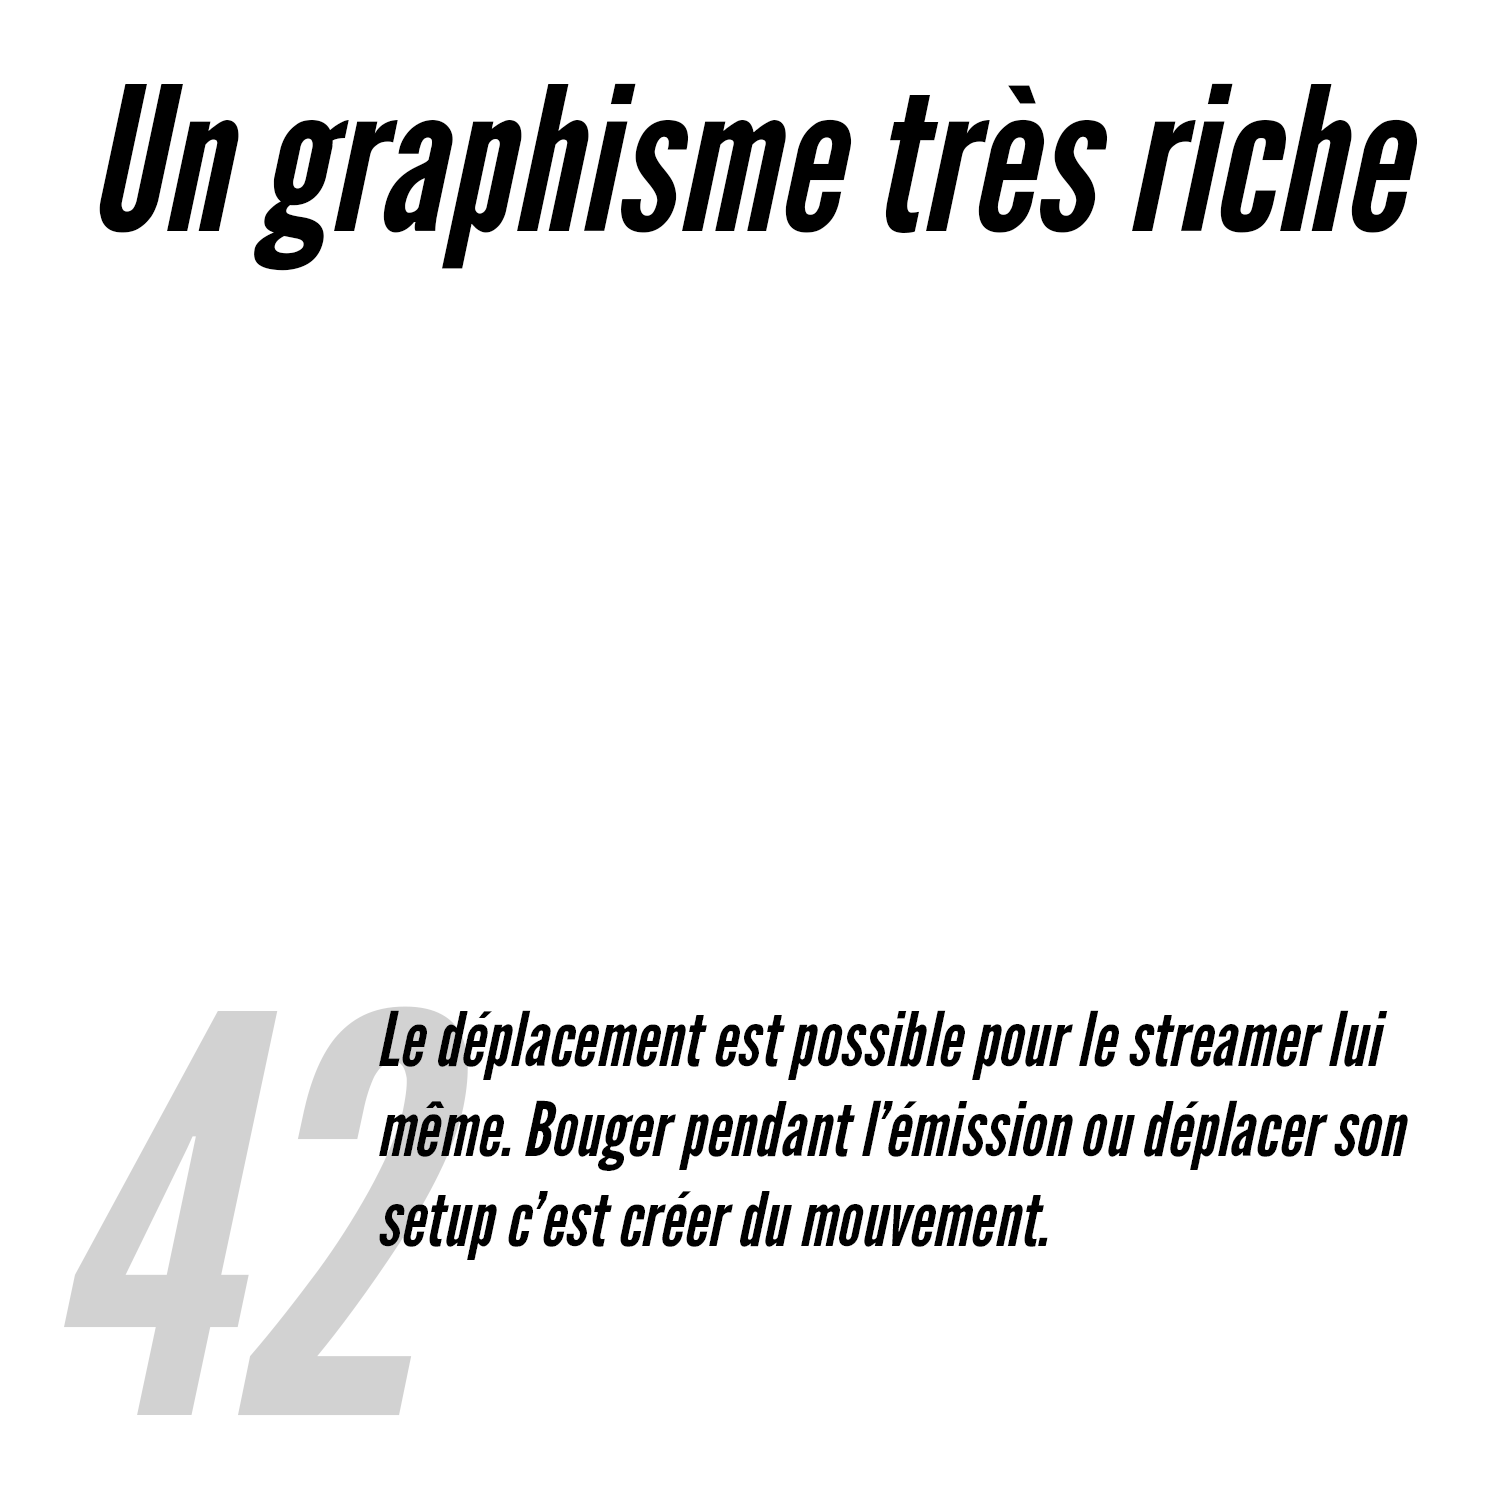 Un graphisme très riche
42
Le déplacement est possible pour le streamer lui
même. Bouger pendant l’émission ou déplacer son
setup c’est créer du mouvement.